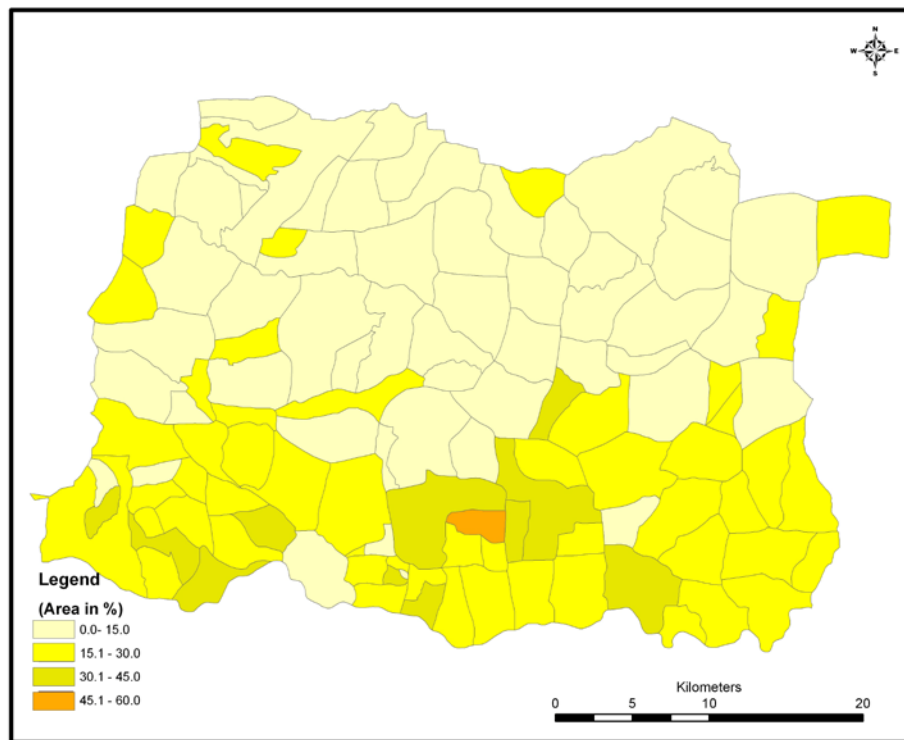 N
W E
S
Legend
(Area in %)
0.0- 15.0
15.1 - 30.0
30.1 - 45.0
45.1 - 60.0
Kilometers
0 5 10 20